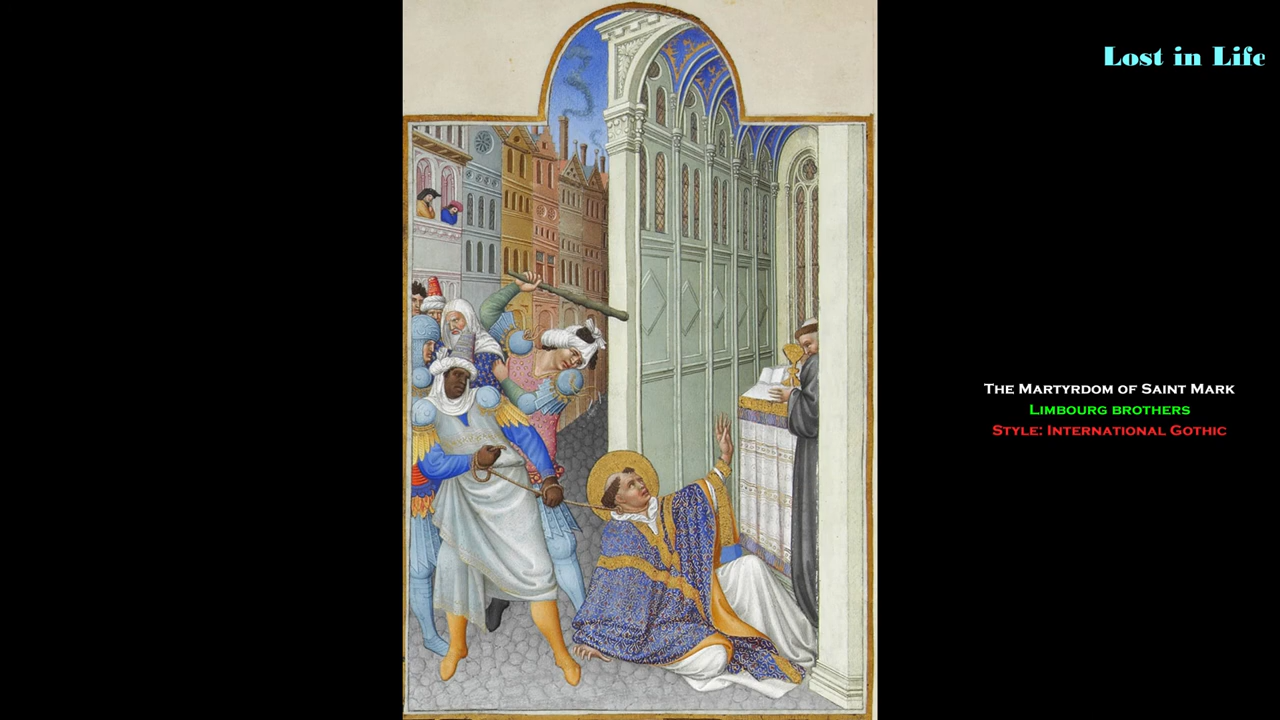 Lost in Life
The Martyrdom of Saint Mark
Limbourg brothers
Style: International Gothic